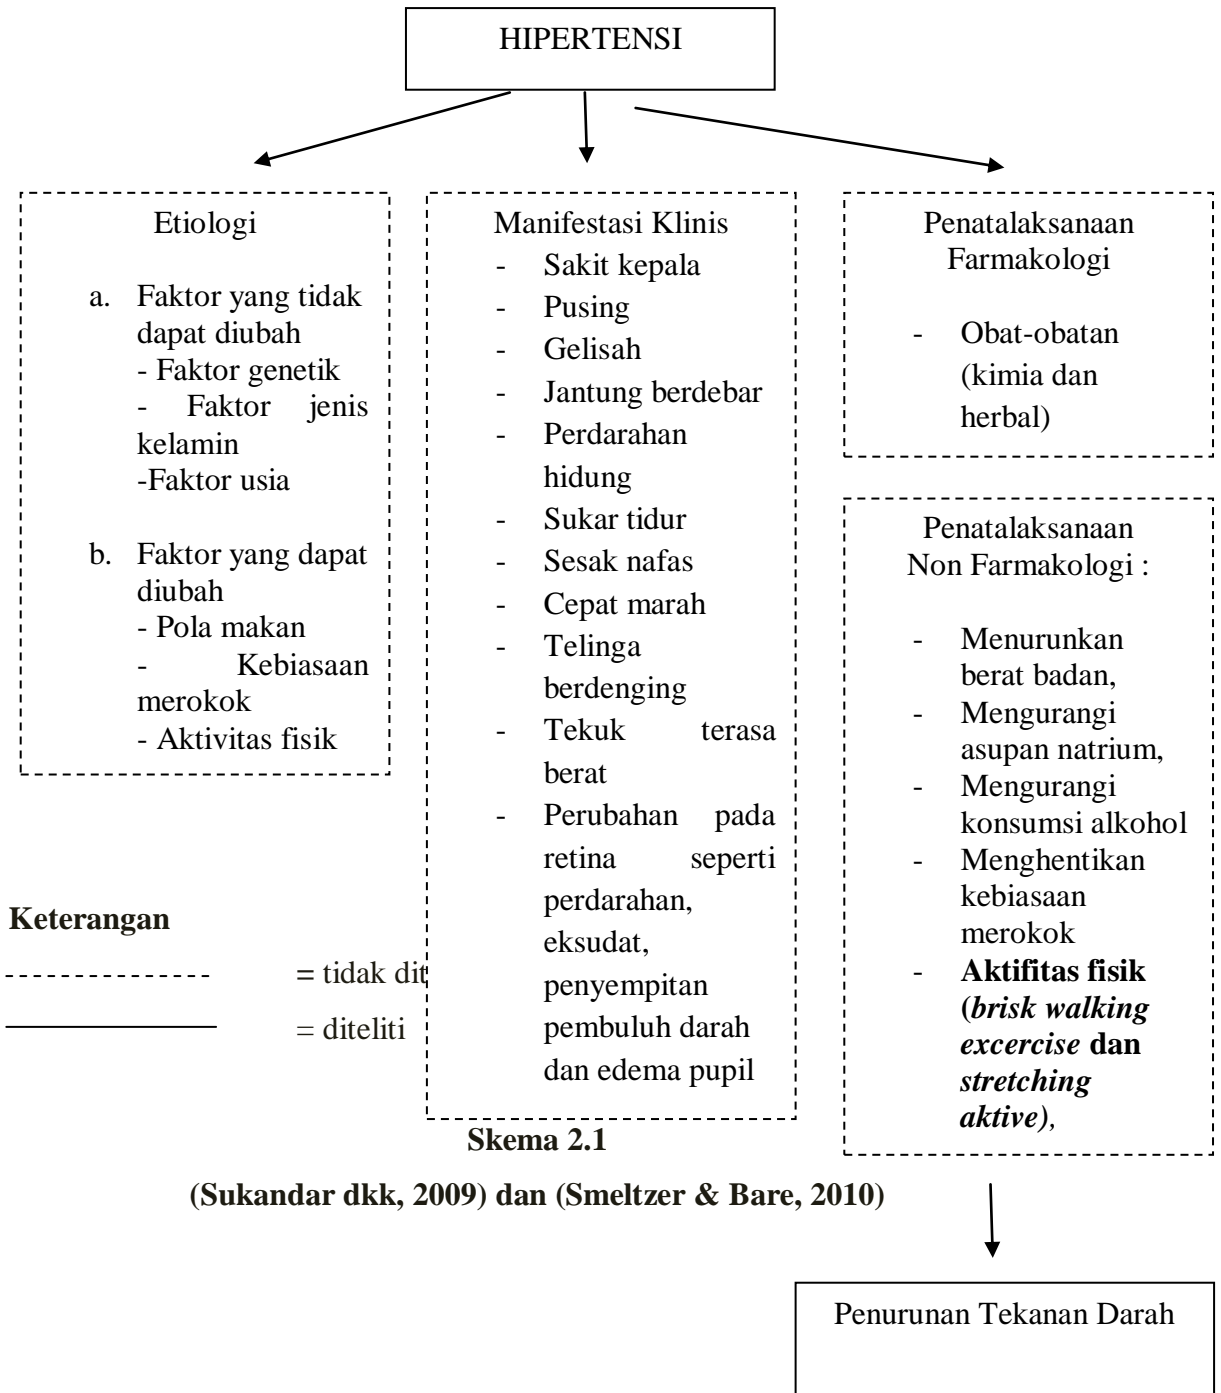 HIPERTENSI
Etiologi
a. Faktor yang tidak
dapat diubah
- Faktor genetik
- Faktor jenis
kelamin
-Faktor usia
b. Faktor yang dapat
diubah
- Pola makan
- Kebiasaan
merokok
- Aktivitas fisik
Manifestasi Klinis
- Sakit kepala
- Pusing
- Gelisah
- Jantung berdebar
- Perdarahan
hidung
- Sukar tidur
- Sesak nafas
- Cepat marah
- Telinga
berdenging
- Tekuk terasa
berat
- Perubahan pada
retina seperti
perdarahan,
eksudat,
penyempitan
pembuluh darah
dan edema pupil
Penatalaksanaan
Farmakologi
- Obat-obatan
(kimia dan
herbal)
Penatalaksanaan
Non Farmakologi :
- Menurunkan
berat badan,
- Mengurangi
asupan natrium,
- Mengurangi
konsumsi alkohol
- Menghentikan
kebiasaan
merokok
- Aktifitas fisik
(brisk walking
excercise dan
stretching
aktive),
Keterangan
= tidak dit
= diteliti
Skema 2.1
(Sukandar dkk, 2009) dan (Smeltzer & Bare, 2010)
Penurunan Tekanan Darah